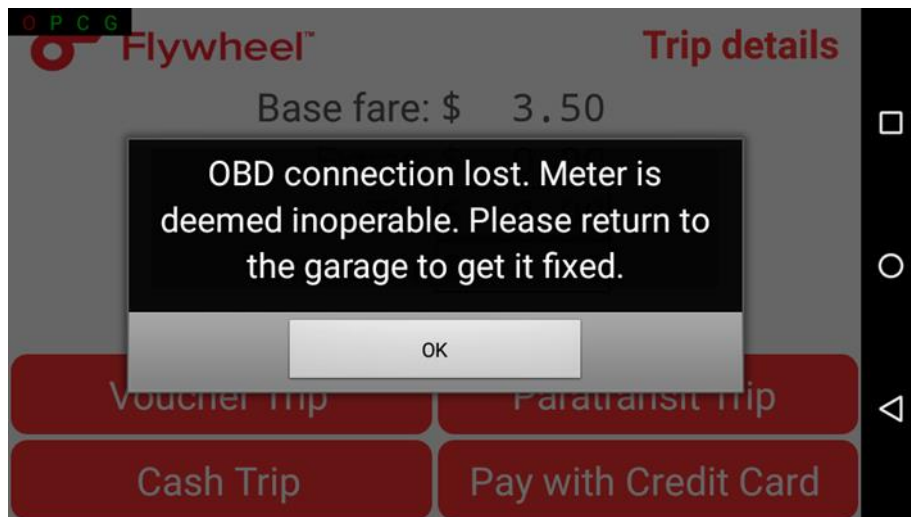 O P C G
Flywheel™
Trip details
Base fare: $ 3.50
OBD connection lost. Meter is
deemed inoperable. Please return to
the garage to get it fixed.
OK
Voucher Trip
Paratransit Trip
Cash Trip
Pay with Credit Card